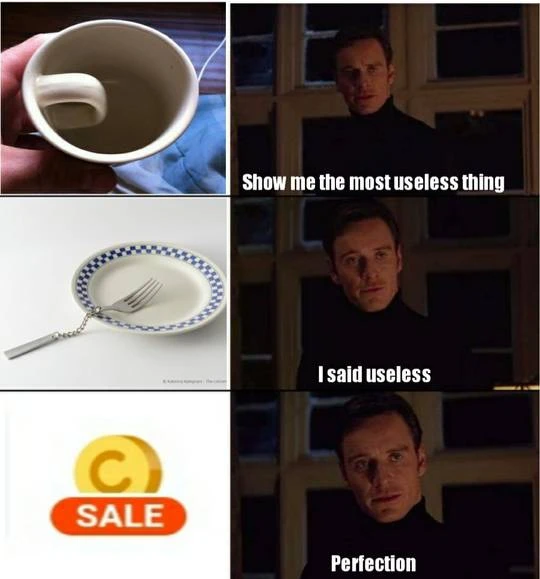 Show me the most useless thing
I said useless
C
SALE
Perfection